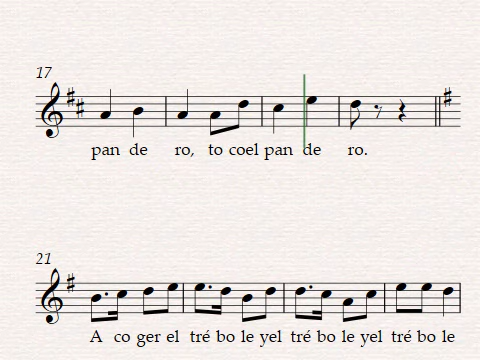 17
pan de ro, to coel pan de ro.
21
A co ger el tré bo le yel tré bo le yel tré bo le